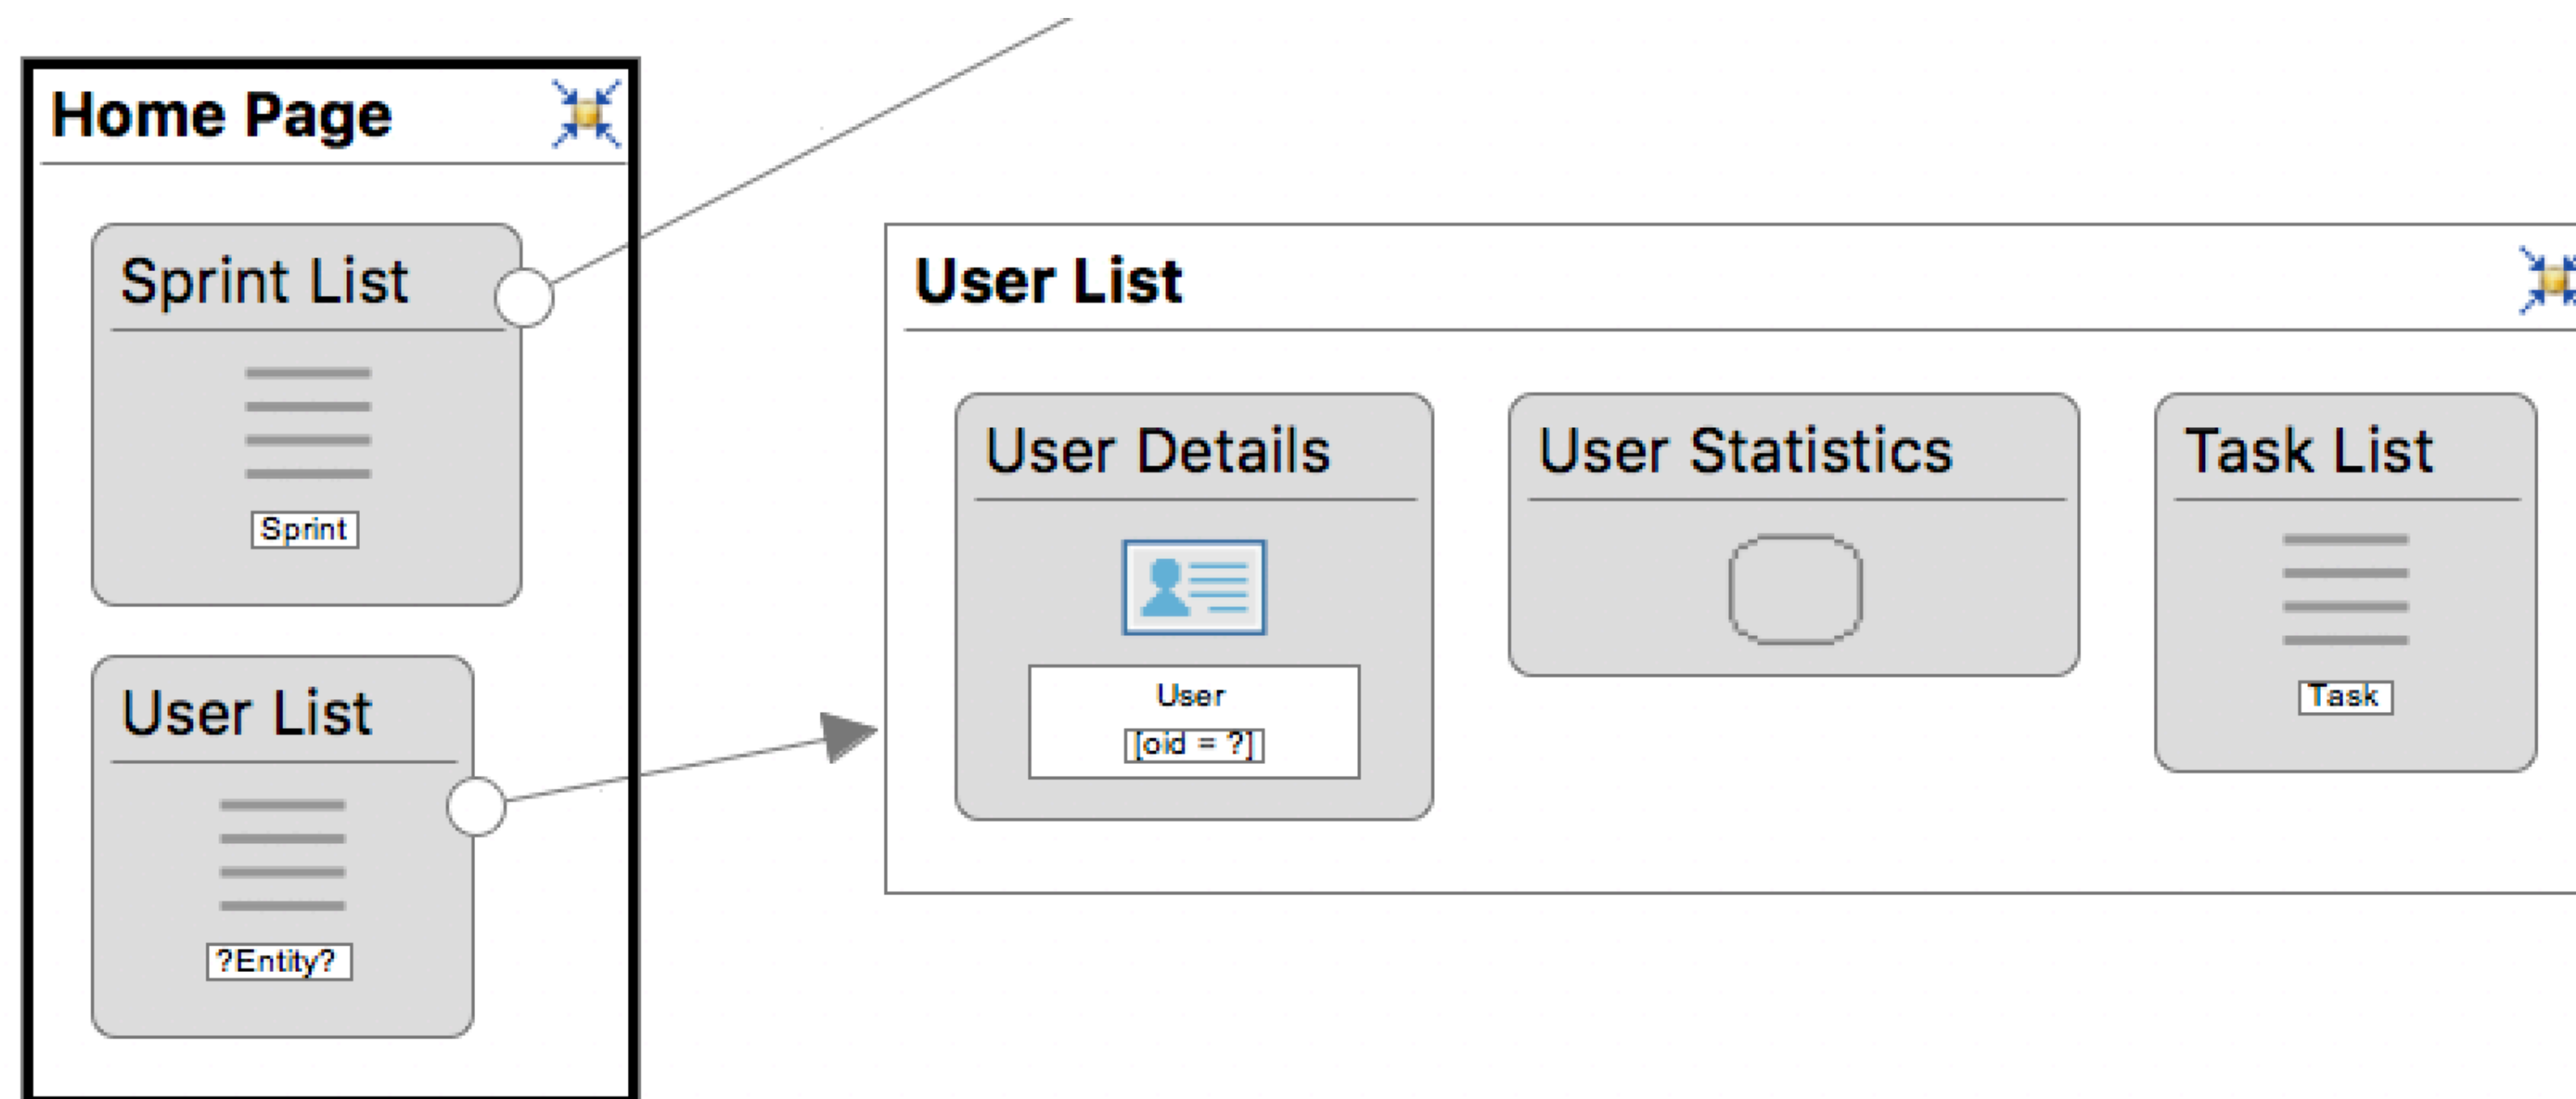 Home Page
Sprint List
Sprint
User List
?Entity?
User List
User Details
User
[oid = ?]
User Statistics
Task List
Task